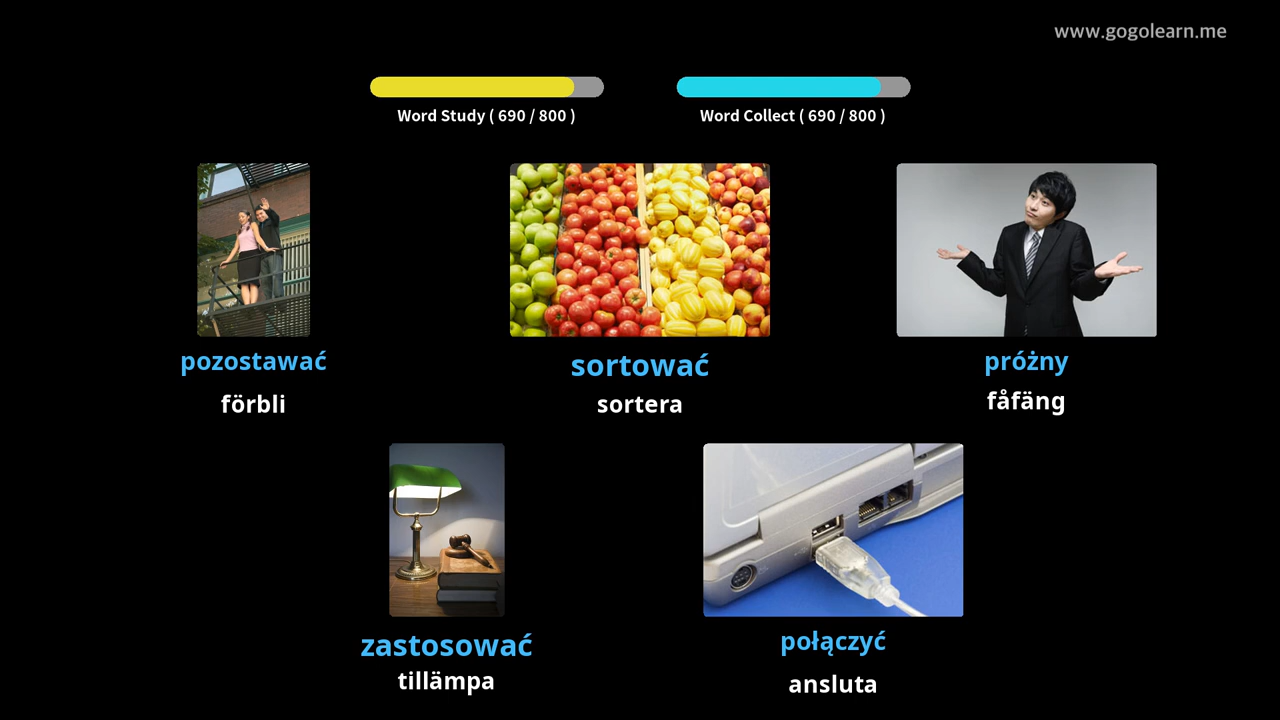 www.gogolearn.me
Word Study ( 690 / 800 )
Word Collect ( 690 / 800 )
pozostawać
förbli
sortować
sortera
próżny
fåfäng
zastosować
tillämpa
połączyć
ansluta